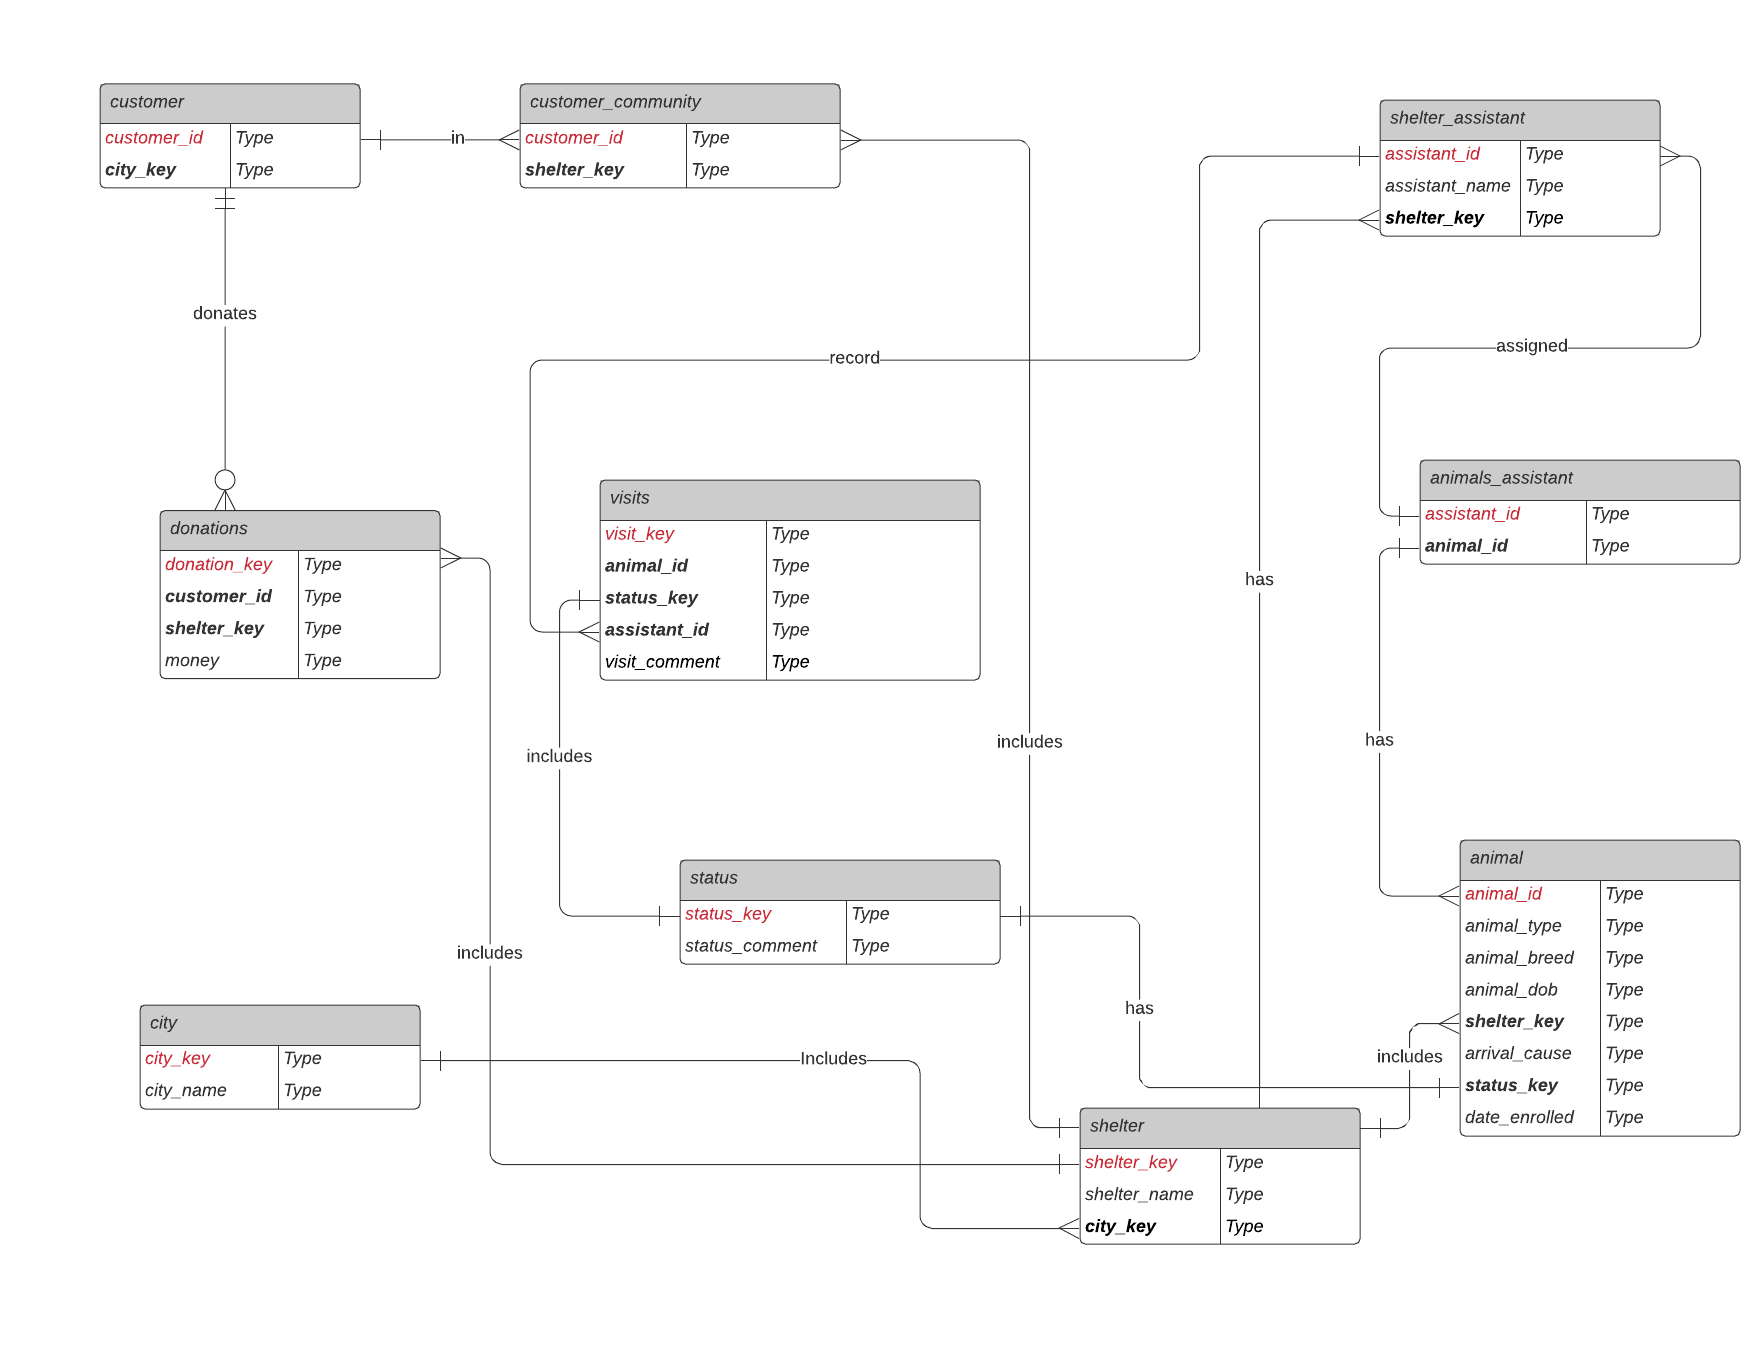 customer
customer_id Type
city_key Type
in
customer_community
customer_id Type
shelter_key Type
shelter_assistant
assistant_id Type
assistant_name Type
shelter_key Type
donates
record
assigned
donations
donation_key Type
customer_id Type
shelter_key Type
money Type
visits
visit_key Type
animal_id Type
status_key Type
assistant_id Type
visit_comment Type
animals_assistant
assistant_id Type
animal_id Type
has
includes
includes
has
status
status_key Type
status_comment Type
animal
animal_id Type
animal_type Type
animal_breed Type
animal_dob Type
shelter_key Type
arrival_cause Type
status_key Type
date_enrolled Type
includes
has
includes
city
city_key Type
city_name Type
Includes
shelter
shelter_key Type
shelter_name Type
city_key Type